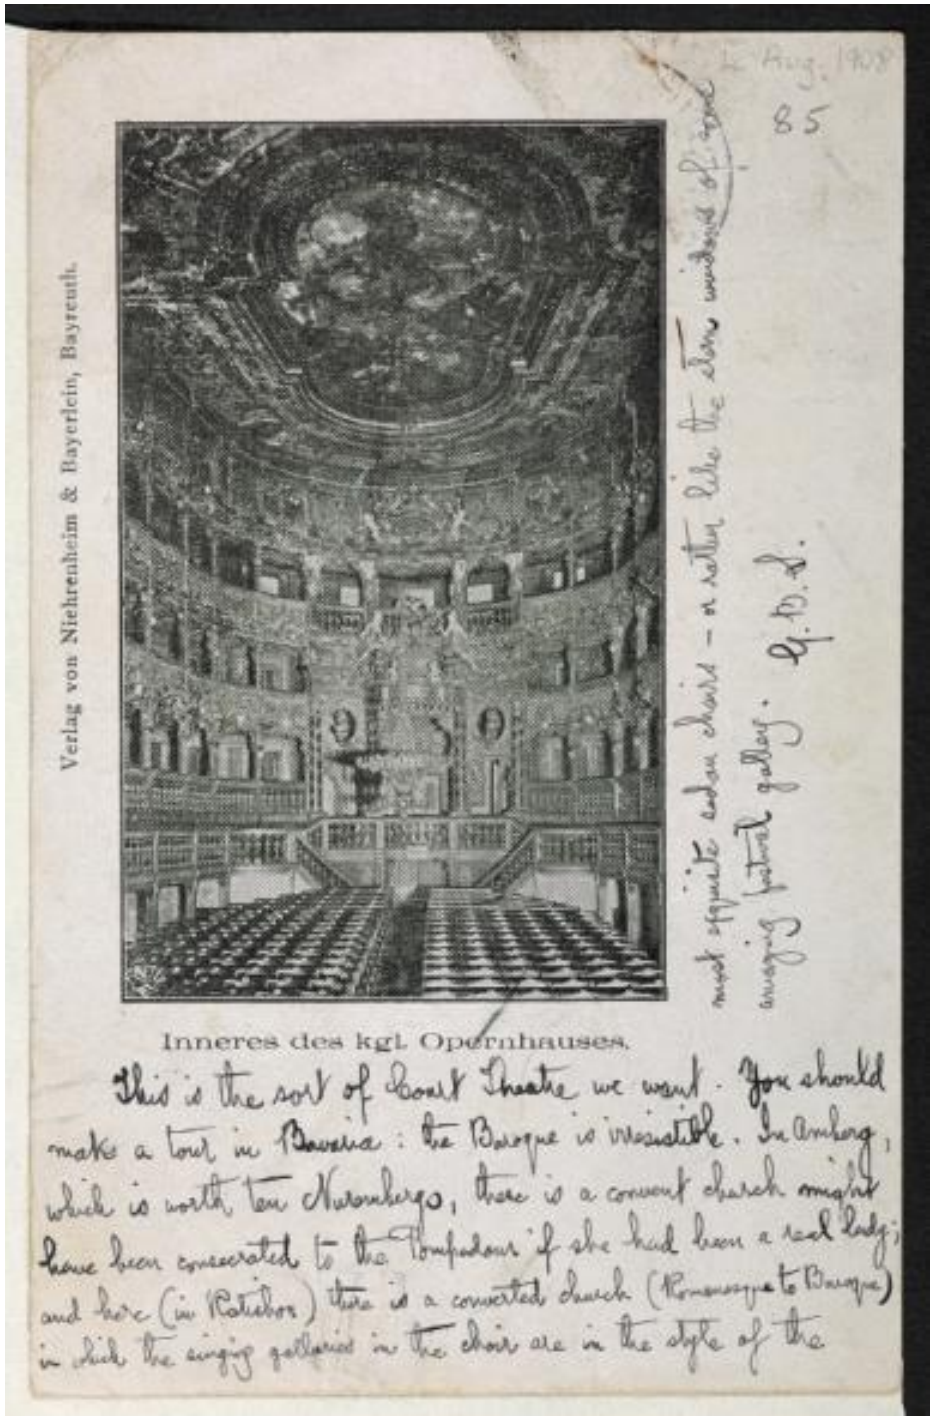 Aug. 1908
85
Verlag von Niehrenheim & Bayerlein, Bayreuth.
Inneres des kgl. Opernhauses.
This is the sort of Court Theatre we want. You should
make a tour in Bavaria: the Baroque is irresistible. In Amberg,
which is worth ten Nurembergs, there is a convent church might
have been consecrated to the Pompadour if she had been a real lady;
and here (in Ratisbon) there is a converted church (Romanesque to Baroque)
in which the singing galleries in the choir are in the style of the
most exquisite sedan chairs – or rather like the stern windows of some
amazing festival galley. G.B.S.